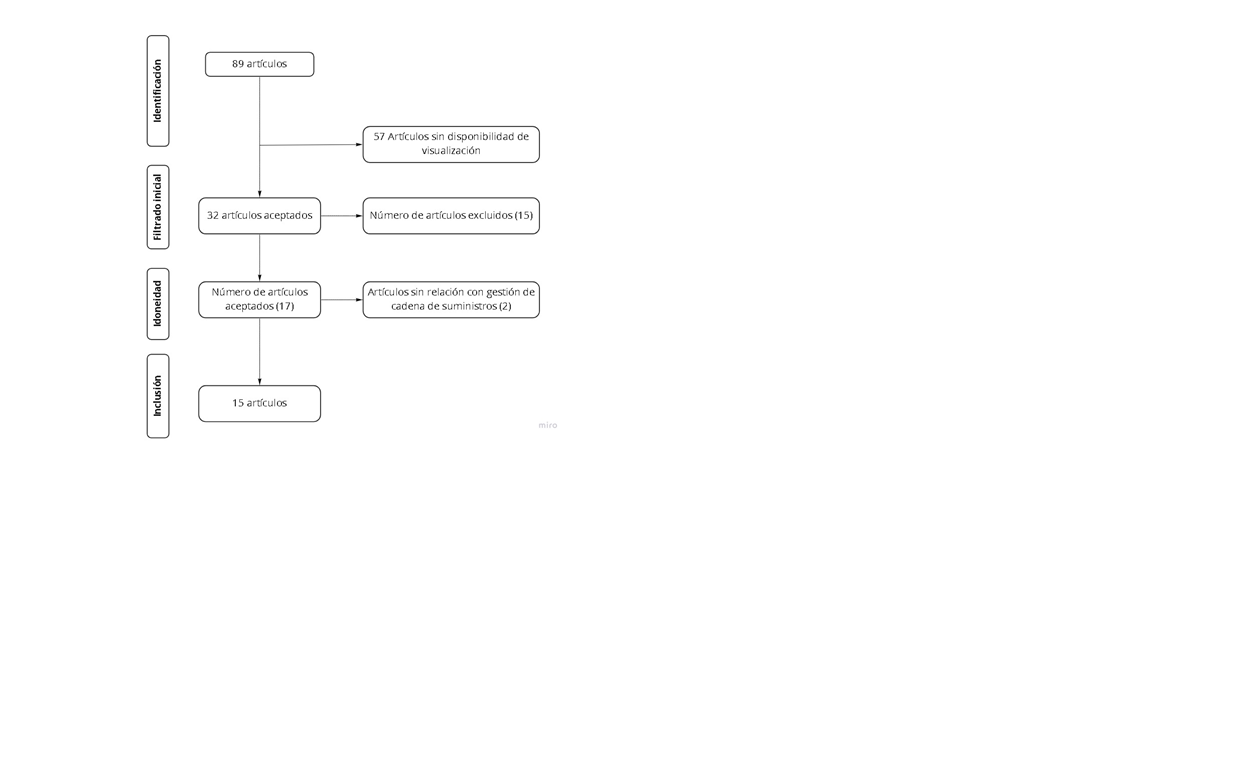 Identificación
89 artículos
57 Artículos sin disponibilidad de
visualización
Filtrado inicial
32 artículos aceptados
Número de artículos excluidos (15)
Idoneidad
Número de artículos
aceptados (17)
Artículos sin relación con gestión de
cadena de suministros (2)
Inclusión
15 artículos
miro